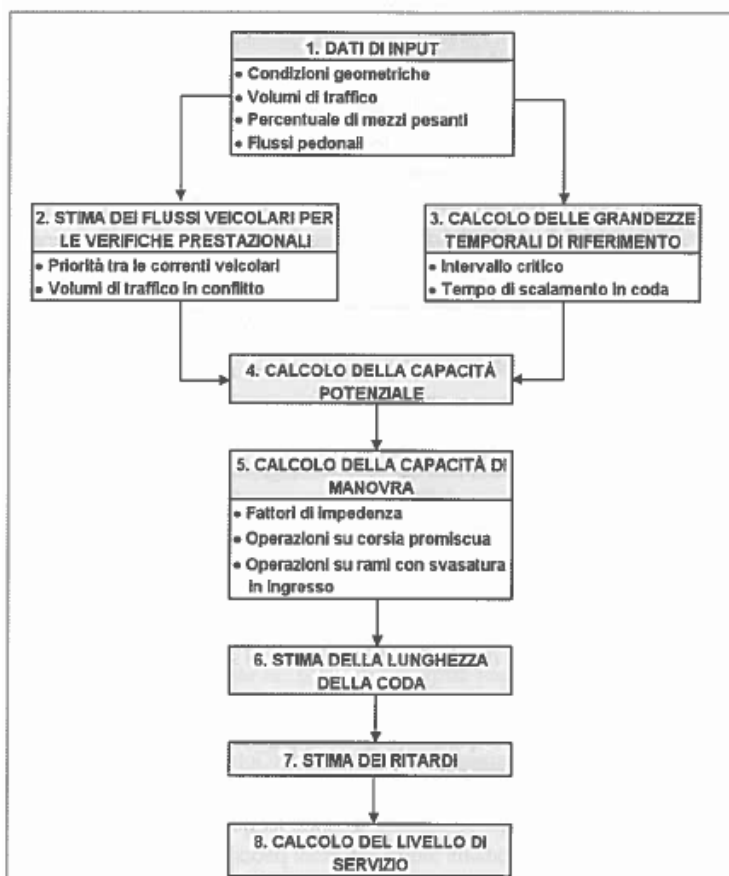 1. DATI DI INPUT
• Condizioni geometriche
• Volumi di traffico
• Percentuale di mezzi pesanti
• Flussi pedonali
2. STIMA DEI FLUSSI VEICOLARI PER
LE VERIFICHE PRESTAZIONALI
• Priorità tra le correnti veicolari
• Volumi di traffico in conflitto
3. CALCOLO DELLE GRANDEZZE
TEMPORALI DI RIFERIMENTO
• Intervallo critico
• Tempo di scalamento in coda
4. CALCOLO DELLA CAPACITÀ
POTENZIALE
5. CALCOLO DELLA CAPACITÀ DI
MANOVRA
• Fattori di impedenza
• Operazioni su corsia promiscua
• Operazioni su rami con svasatura
in ingresso
6. STIMA DELLA LUNGHEZZA
DELLA CODA
7. STIMA DEI RITARDI
8. CALCOLO DEL LIVELLO DI
SERVIZIO